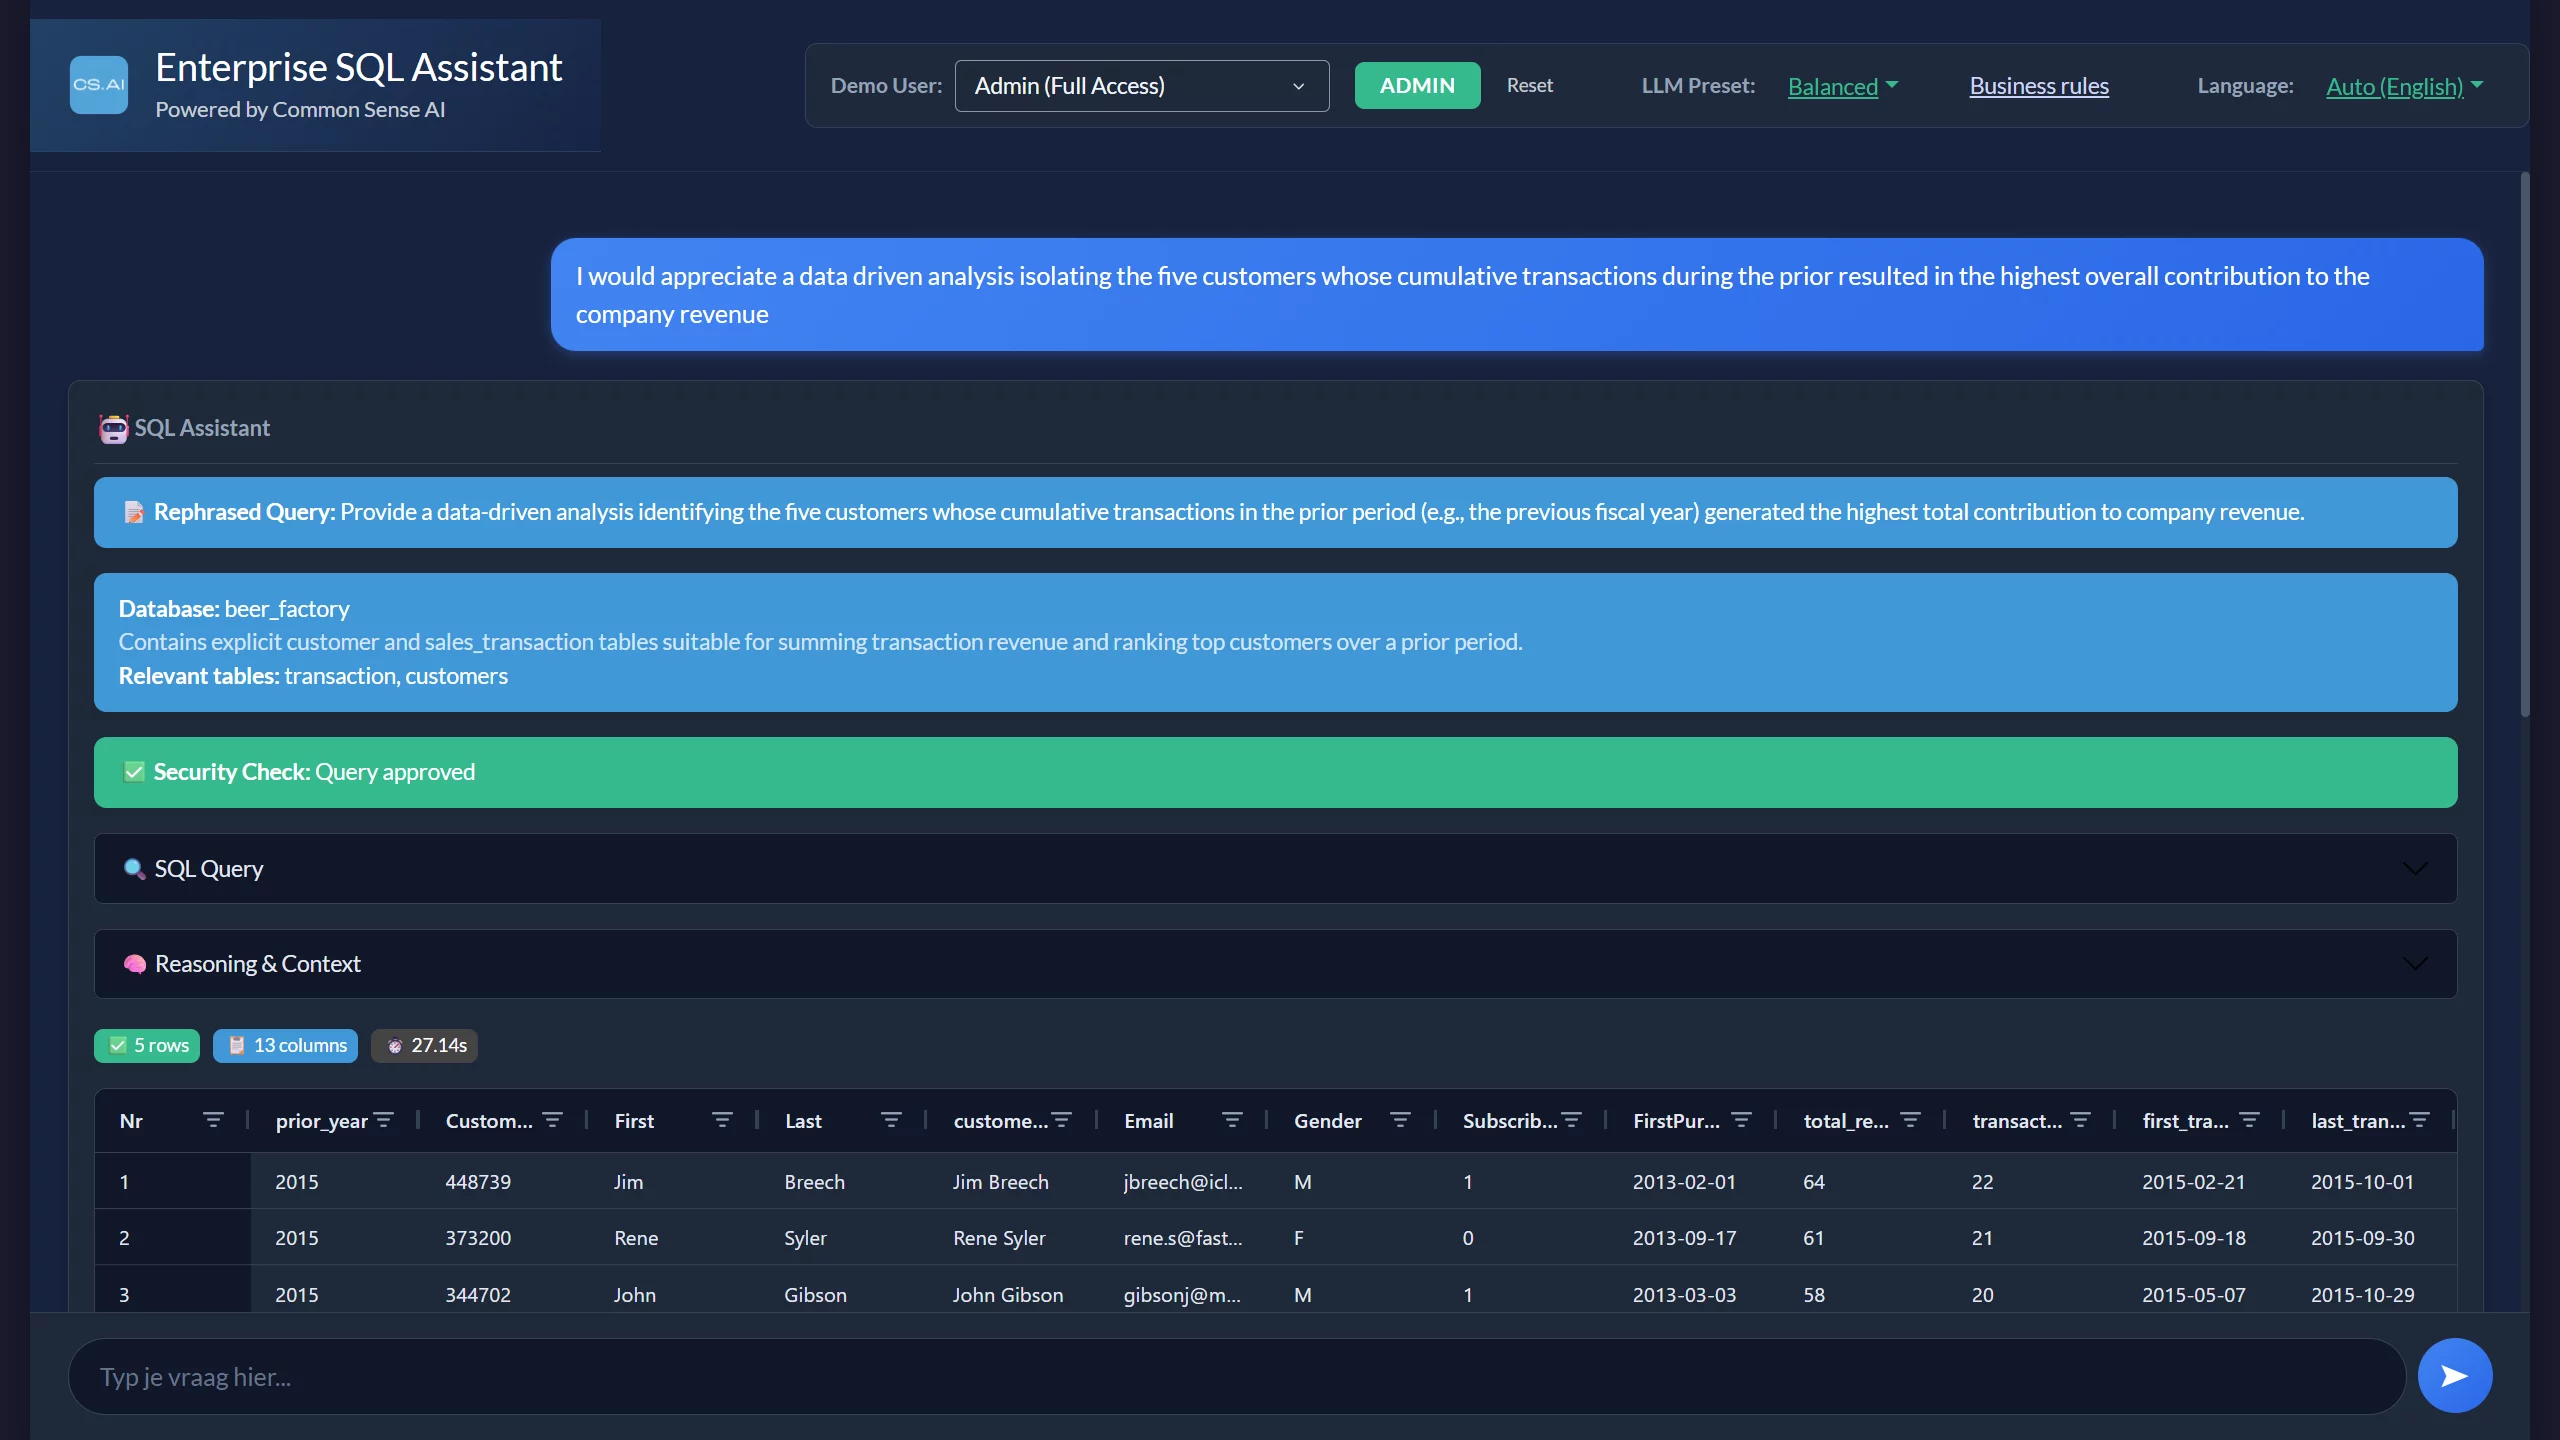 CS.AI
Enterprise SQL Assistant
Powered by Common Sense AI
Demo User: Admin (Full Access) ADMIN Reset LLM Preset: Balanced Business rules Language: Auto (English)
I would appreciate a data driven analysis isolating the five customers whose cumulative transactions during the prior resulted in the highest overall contribution to the
company revenue
SQL Assistant
Rephrased Query: Provide a data-driven analysis identifying the five customers whose cumulative transactions in the prior period (e.g., the previous fiscal year) generated the highest total contribution to company revenue.
Database: beer_factory
Contains explicit customer and sales_transaction tables suitable for summing transaction revenue and ranking top customers over a prior period.
Relevant tables: transaction, customers
Security Check: Query approved
SQL Query
Reasoning & Context
5 rows 13 columns 27.14s
Nr prior_year Custom... First Last custome... Email Gender Subscrib... FirstPur... total_re... transact... first_tra... last_tran...
1 2015 448739 Jim Breech Jim Breech jbreech@icl... M 1 2013-02-01 64 22 2015-02-21 2015-10-01
2 2015 373200 Rene Syler Rene Syler rene.s@fast... F 0 2013-09-17 61 21 2015-09-18 2015-09-30
3 2015 344702 John Gibson John Gibson gibsonj@m... M 1 2013-03-03 58 20 2015-05-07 2015-10-29
Typ je vraag hier...